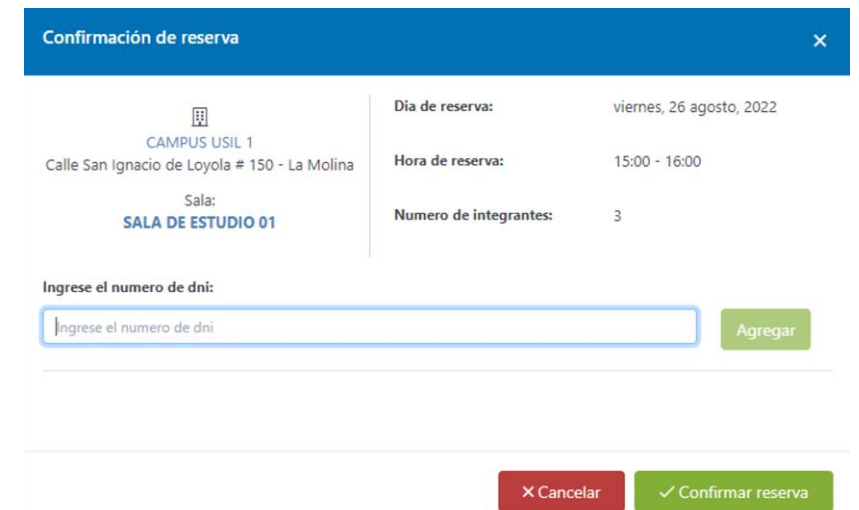 Confirmación de reserva
CAMPUS USIL 1
Calle San Ignacio de Loyola # 150 - La Molina
Sala:
SALA DE ESTUDIO 01
Dia de reserva: viernes, 26 agosto, 2022
Hora de reserva: 15:00 - 16:00
Numero de integrantes: 3
Ingrese el numero de dni:
Ingrese el numero de dni
Agregar
Cancelar
Confirmar reserva